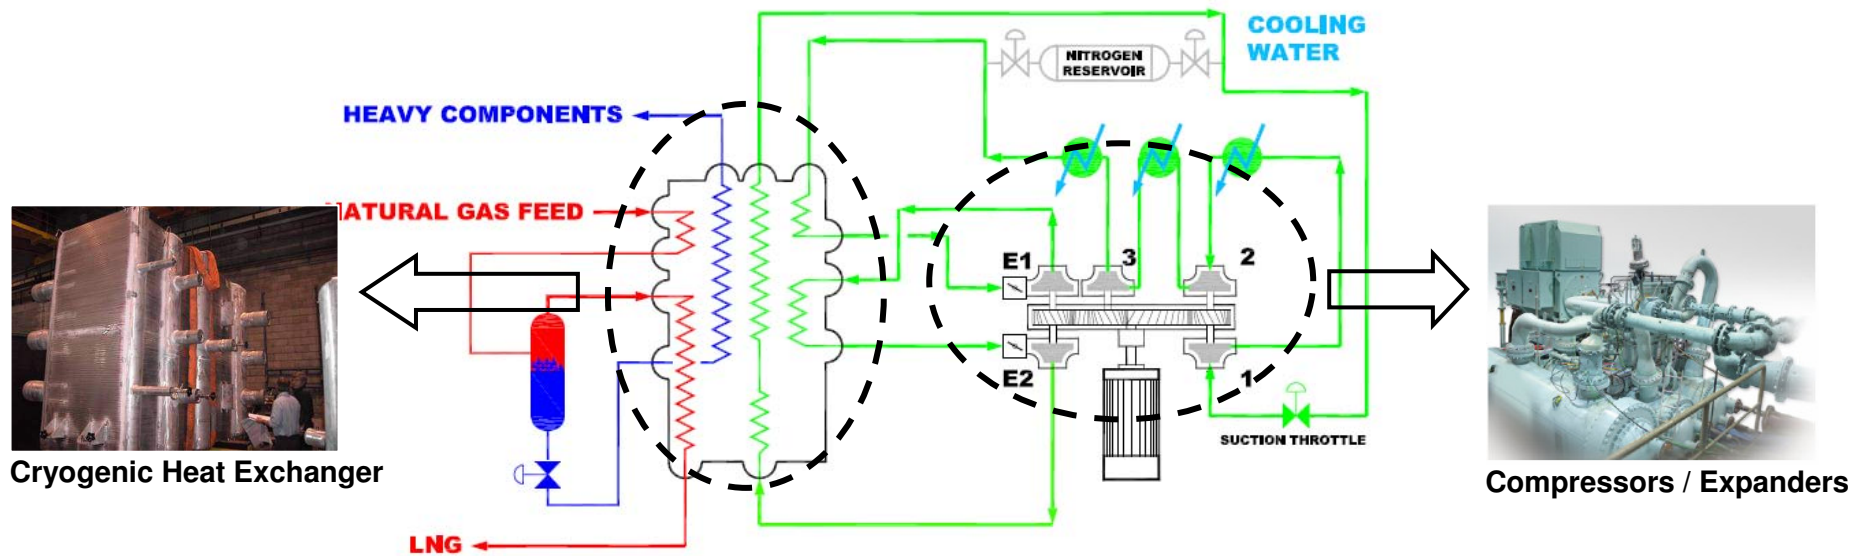 COOLING
WATER
NITROGEN
RESERVOIR
HEAVY COMPONENTS
NATURAL GAS FEED
E1
3
2
E2
1
SUCTION THROTTLE
Cryogenic Heat Exchanger
Compressors / Expanders
LNG